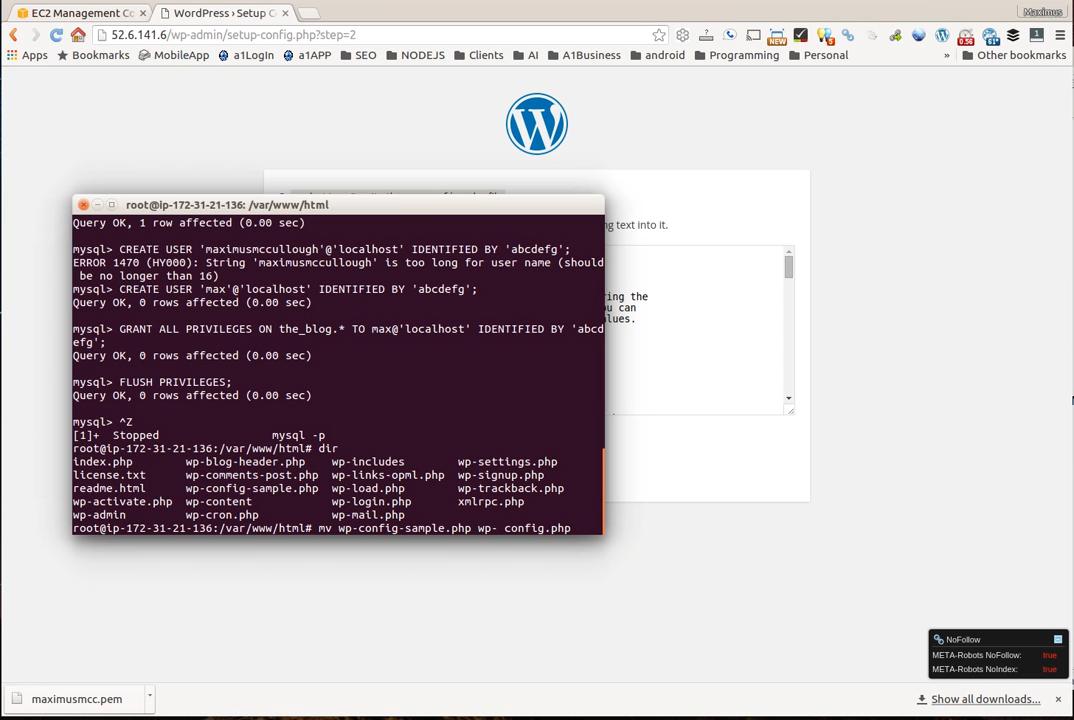 EC2 Management Co
WordPress › Setup C
Maximus
52.6.141.6/wp-admin/setup-config.php?step=2
NEW
5
0.56
61*
1
Apps
Bookmarks
MobileApp
a1LogIn
a1APP
SEO
NODEJS
Clients
AI
A1Business
android
Programming
Personal
»
Other bookmarks
root@ip-172-31-21-136: /var/www/html
Query OK, 1 row affected (0.00 sec)
mysql> CREATE USER 'maximusmccullough'@'localhost' IDENTIFIED BY 'abcdefg';
ERROR 1470 (HY000): String 'maximusmccullough' is too long for user name (should
be no longer than 16)
mysql> CREATE USER 'max'@'localhost' IDENTIFIED BY 'abcdefg';
Query OK, 0 rows affected (0.00 sec)
mysql> GRANT ALL PRIVILEGES ON the_blog.* TO max@'localhost' IDENTIFIED BY 'abcd
efg';
Query OK, 0 rows affected (0.00 sec)
mysql> FLUSH PRIVILEGES;
Query OK, 0 rows affected (0.00 sec)
mysql> ^Z
[1]+ Stopped mysql -p
root@ip-172-31-21-136:/var/www/html# dir
index.php wp-blog-header.php wp-includes wp-settings.php
license.txt wp-comments-post.php wp-links-opml.php wp-signup.php
readme.html wp-config-sample.php wp-load.php wp-trackback.php
wp-activate.php wp-content wp-login.php xmlrpc.php
wp-admin wp-cron.php wp-mail.php
root@ip-172-31-21-136:/var/www/html# mv wp-config-sample.php wp- config.php
ng text into it.
ring the
u can
lues.
NoFollow
META-Robots NoFollow: true
META-Robots NoIndex: true
maximusmcc.pem
Show all downloads...